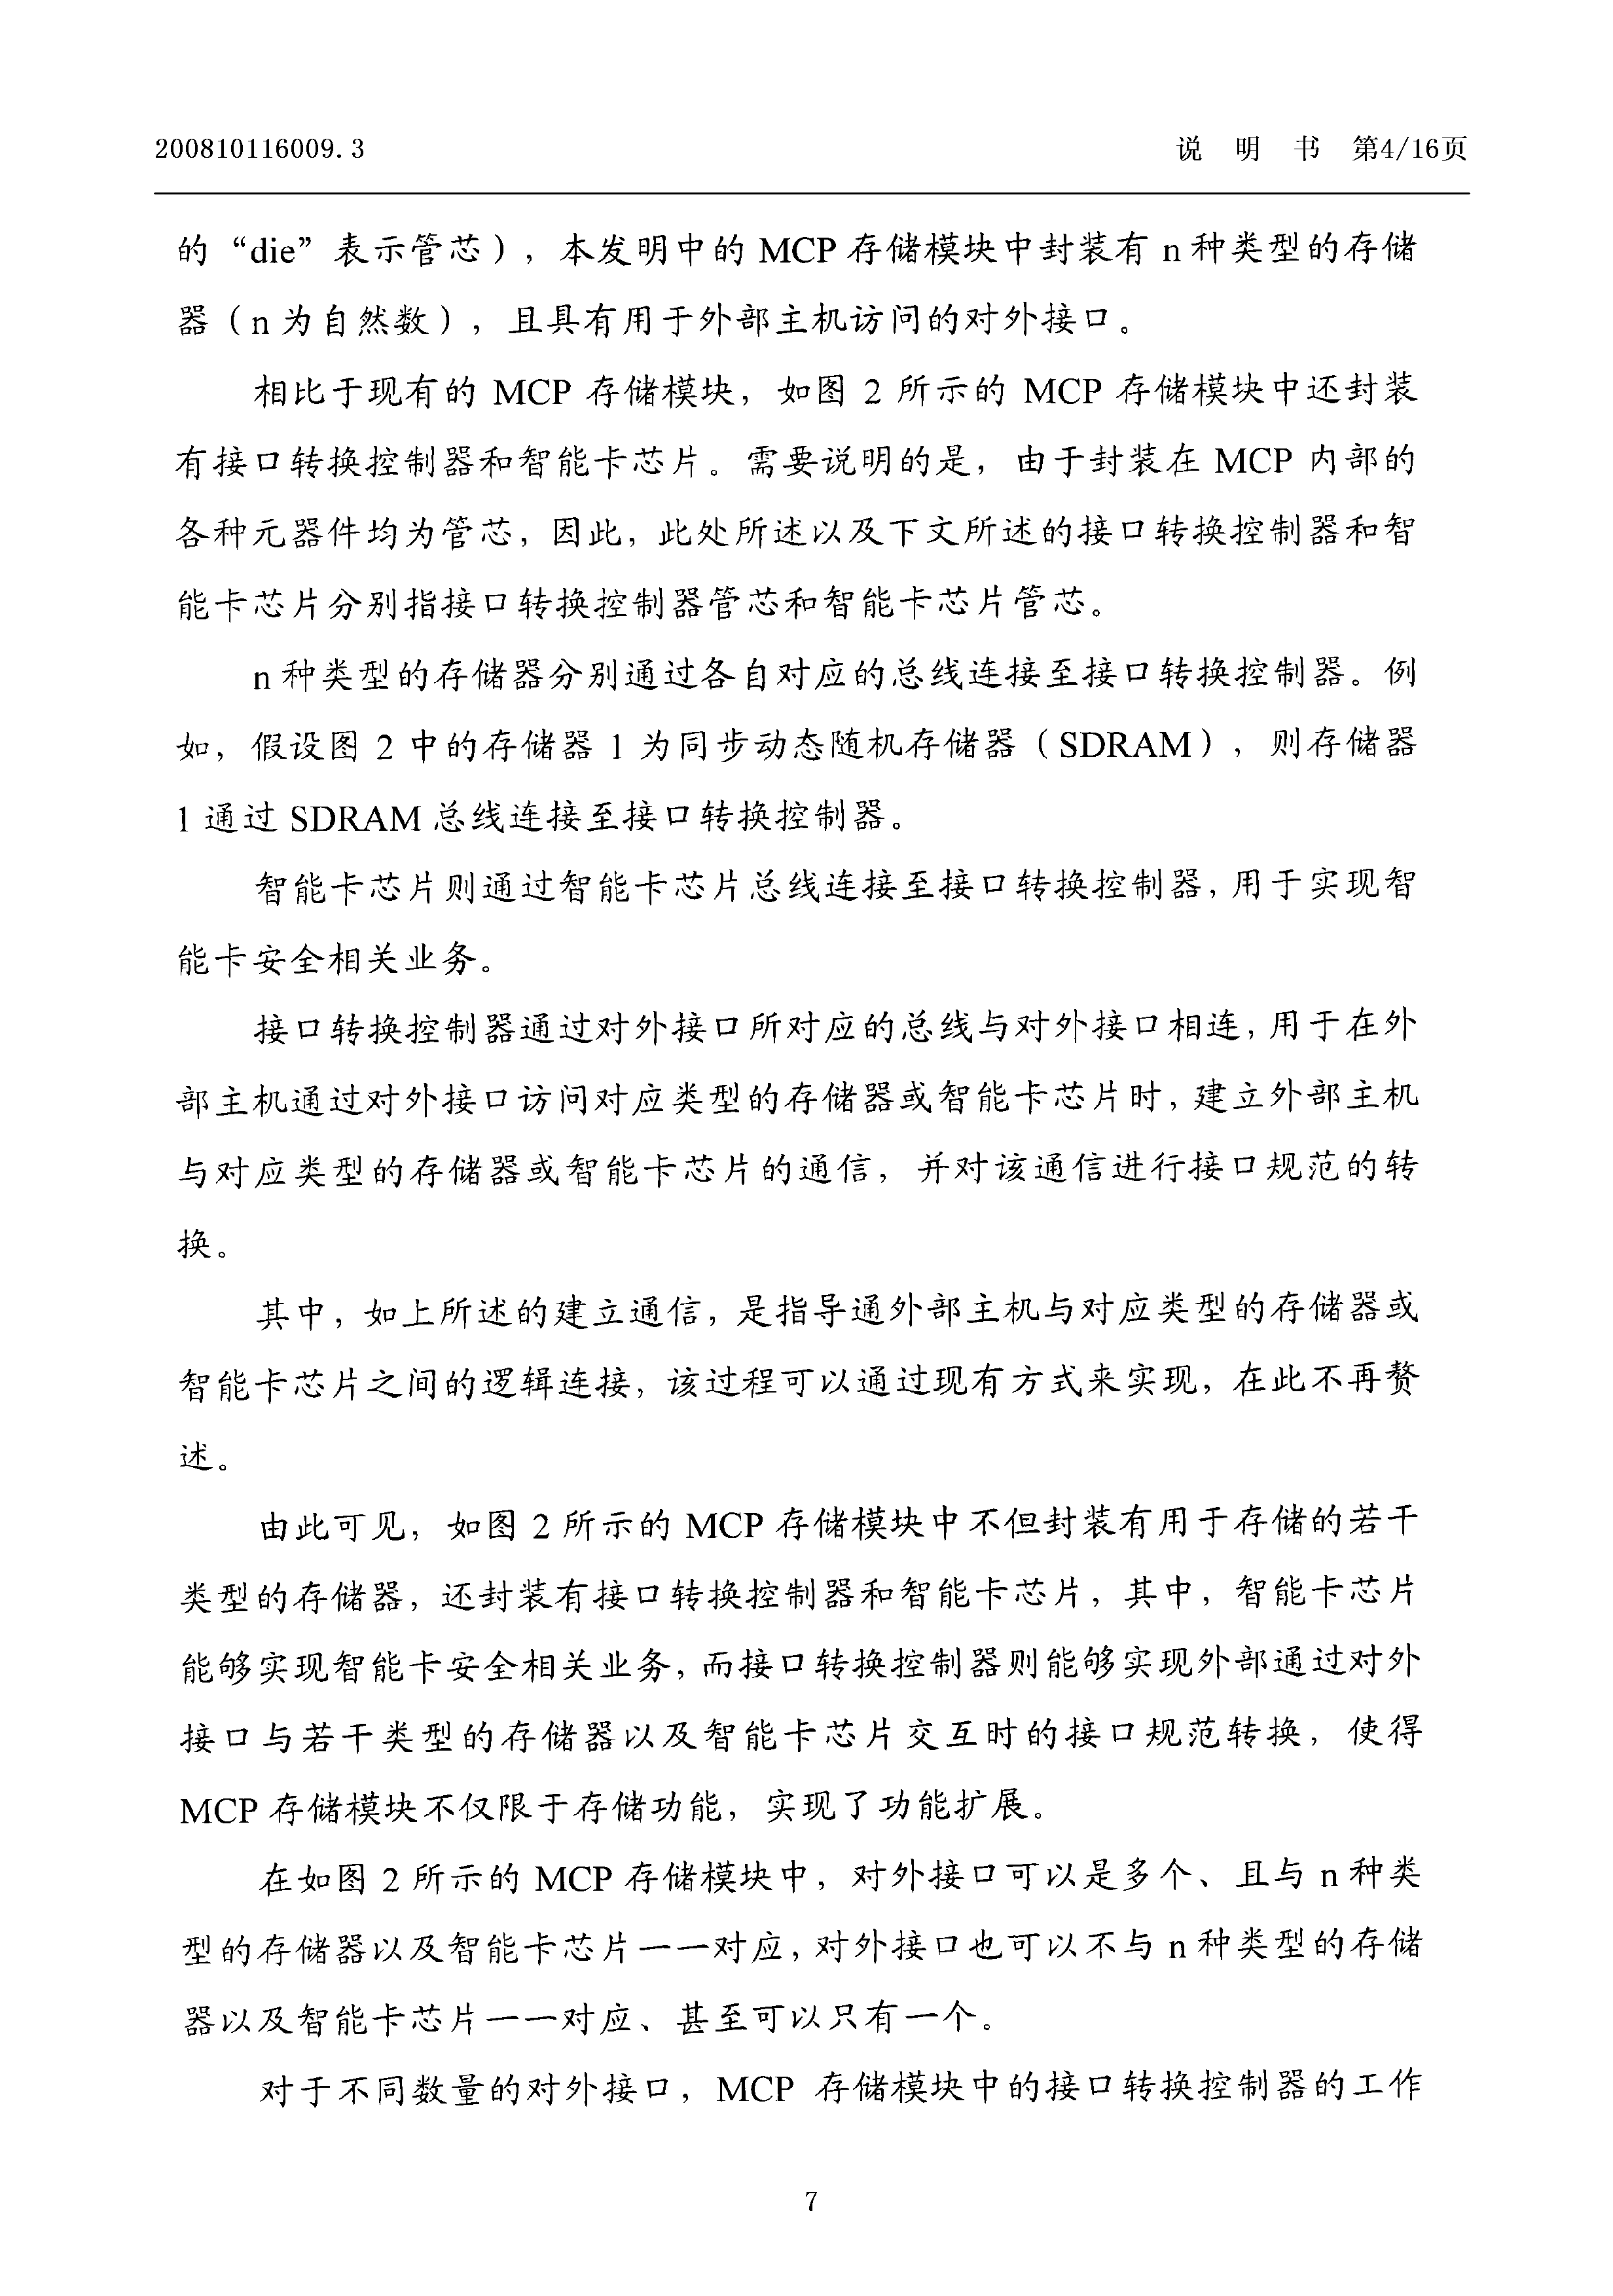 200810116009.3 说 明 书 第4/16页
的“die”表示管芯），本发明中的 MCP 存储模块中封装有 n 种类型的存储
器（n 为自然数），且具有用于外部主机访问的对外接口。
相比于现有的 MCP 存储模块，如图 2 所示的 MCP 存储模块中还封装
有接口转换控制器和智能卡芯片。需要说明的是，由于封装在 MCP 内部的
各种元器件均为管芯，因此，此处所述以及下文所述的接口转换控制器和智
能卡芯片分别指接口转换控制器管芯和智能卡芯片管芯。
n 种类型的存储器分别通过各自对应的总线连接至接口转换控制器。例
如，假设图 2 中的存储器 1 为同步动态随机存储器（SDRAM），则存储器
1 通过 SDRAM 总线连接至接口转换控制器。
智能卡芯片则通过智能卡芯片总线连接至接口转换控制器，用于实现智
能卡安全相关业务。
接口转换控制器通过对外接口所对应的总线与对外接口相连，用于在外
部主机通过对外接口访问对应类型的存储器或智能卡芯片时，建立外部主机
与对应类型的存储器或智能卡芯片的通信，并对该通信进行接口规范的转
换。
其中，如上所述的建立通信，是指导通外部主机与对应类型的存储器或
智能卡芯片之间的逻辑连接，该过程可以通过现有方式来实现，在此不再赘
述。
由此可见，如图 2 所示的 MCP 存储模块中不但封装有用于存储的若干
类型的存储器，还封装有接口转换控制器和智能卡芯片，其中，智能卡芯片
能够实现智能卡安全相关业务，而接口转换控制器则能够实现外部通过对外
接口与若干类型的存储器以及智能卡芯片交互时的接口规范转换，使得
MCP 存储模块不仅限于存储功能，实现了功能扩展。
在如图 2 所示的 MCP 存储模块中，对外接口可以是多个、且与 n 种类
型的存储器以及智能卡芯片一一对应，对外接口也可以不与 n 种类型的存储
器以及智能卡芯片一一对应、甚至可以只有一个。
对于不同数量的对外接口，MCP 存储模块中的接口转换控制器的工作
7